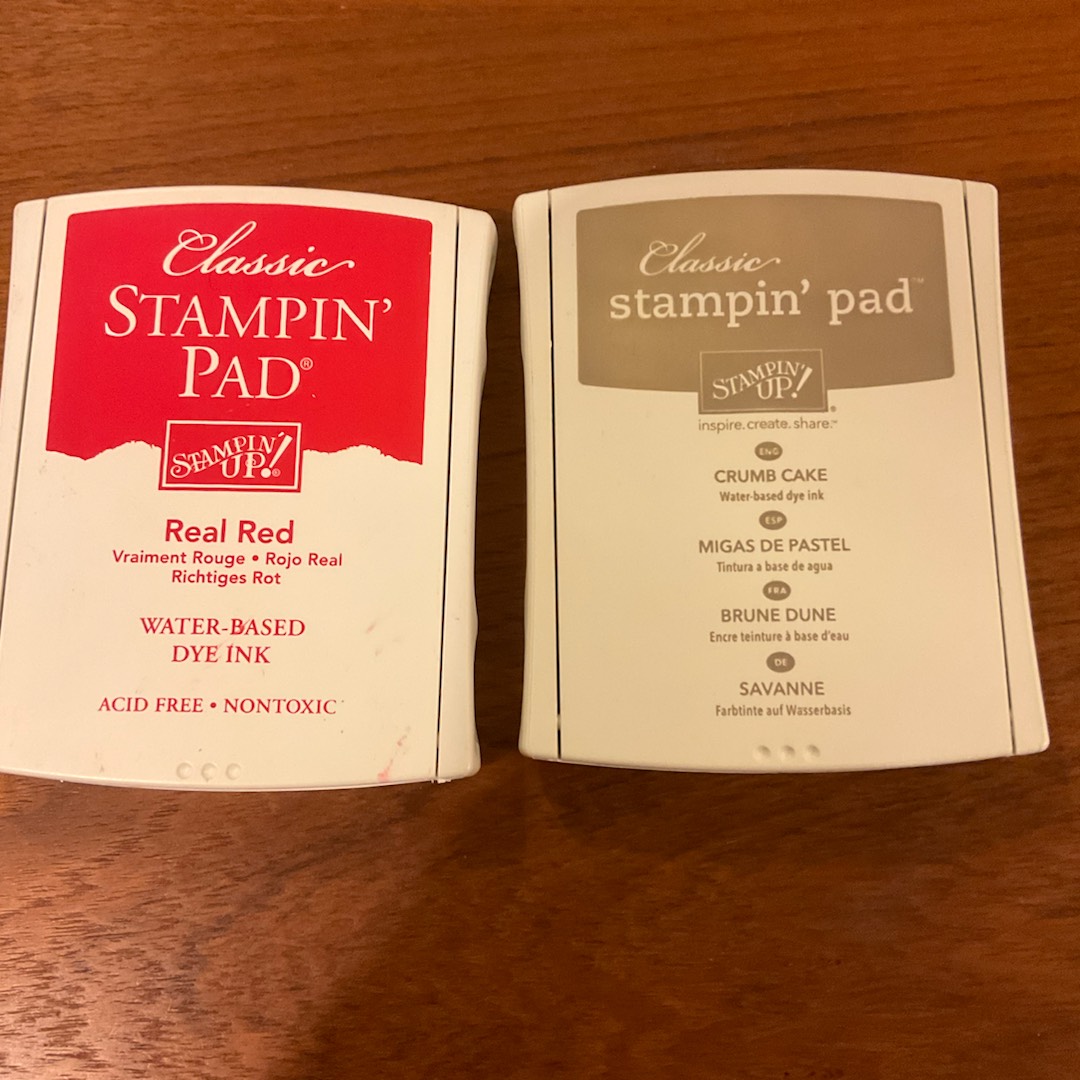 Classic
STAMPIN'
PAD®
STAMPIN'
UP!®
Real Red
Vraiment Rouge • Rojo Real
Richtiges Rot
WATER-BASED
DYE INK
ACID FREE • NONTOXIC
Classic
stampin' pad™
STAMPIN'
UP!®
inspire.create.share.™
ENG
CRUMB CAKE
Water-based dye ink
ESP
MIGAS DE PASTEL
Tintura a base de agua
FRA
BRUNE DUNE
Encre teinture à base d'eau
DE
SAVANNE
Farbtinte auf Wasserbasis